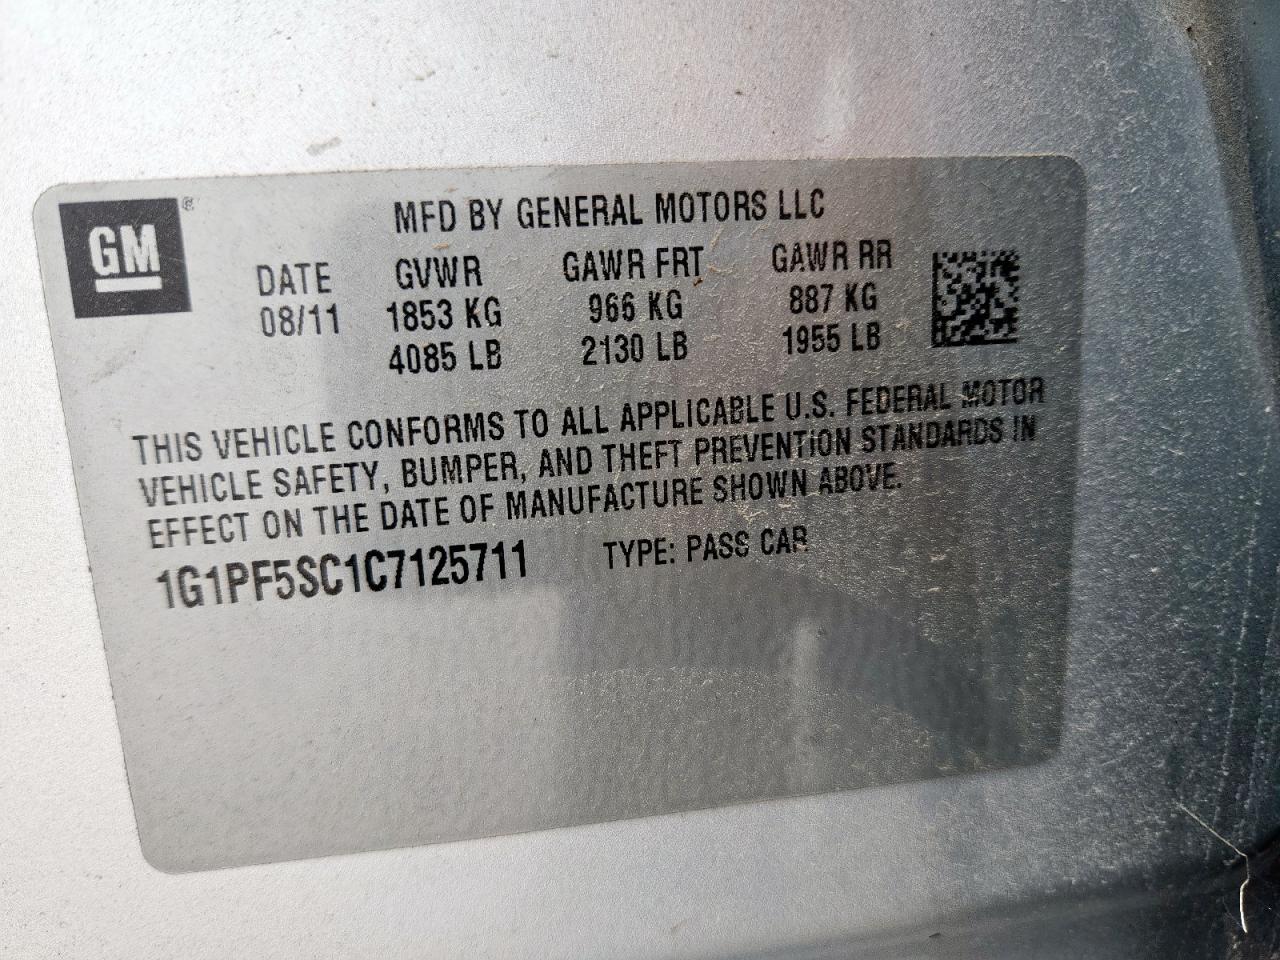 GM ®
MFD BY GENERAL MOTORS LLC
DATE GVWR GAWR FRT GAWR RR
08/11 1853 KG 966 KG 887 KG
4085 LB 2130 LB 1955 LB
THIS VEHICLE CONFORMS TO ALL APPLICABLE U.S. FEDERAL MOTOR
VEHICLE SAFETY, BUMPER, AND THEFT PREVENTION STANDARDS IN
EFFECT ON THE DATE OF MANUFACTURE SHOWN ABOVE.
1G1PF5SC1C7125711 TYPE: PASS CAR